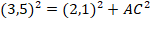 (3,5)² = (2,1)² + AC²